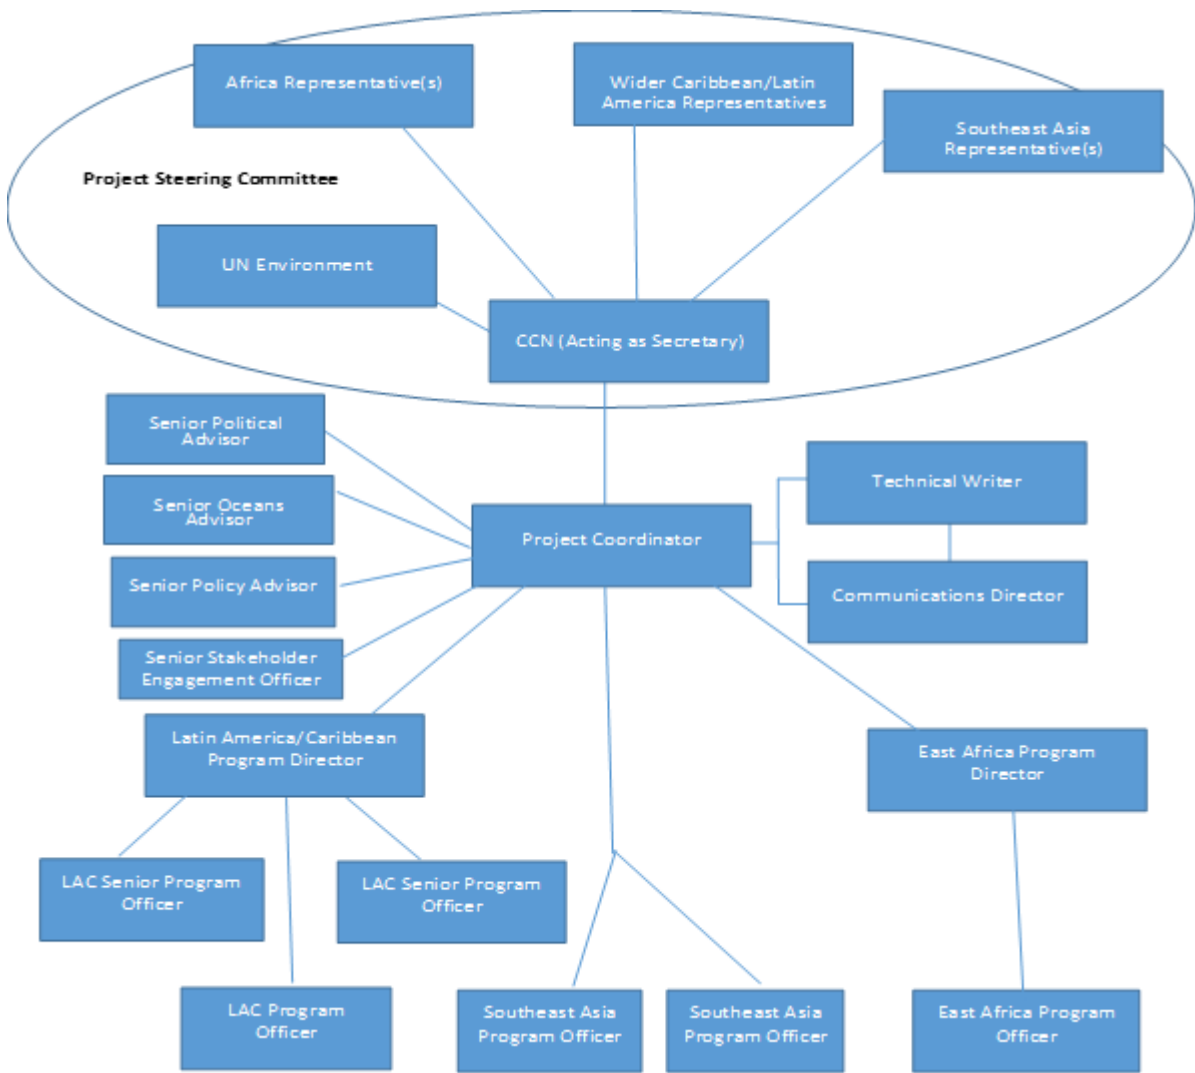 Africa Representative(s)
Wider Caribbean/Latin
America Representatives
Southeast Asia
Representative(s)
Project Steering Committee
UN Environment
CCN (Acting as Secretary)
Senior Political
Advisor
Senior Oceans
Advisor
Senior Policy Advisor
Senior Stakeholder
Engagement Officer
Project Coordinator
Technical Writer
Communications Director
Latin America/Caribbean
Program Director
East Africa Program
Director
LAC Senior Program
Officer
LAC Senior Program
Officer
LAC Program
Officer
Southeast Asia
Program Officer
Southeast Asia
Program Officer
East Africa Program
Officer